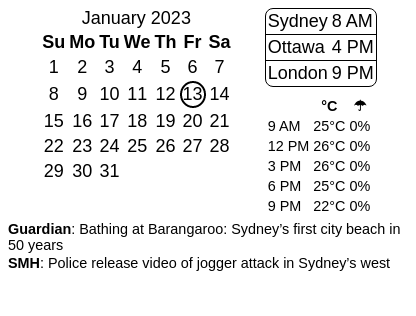 January 2023
Su Mo Tu We Th Fr Sa
1 2 3 4 5 6 7
8 9 10 11 12 13 14
15 16 17 18 19 20 21
22 23 24 25 26 27 28
29 30 31
Sydney 8 AM
Ottawa 4 PM
London 9 PM
°C ☂
9 AM 25°C 0%
12 PM 26°C 0%
3 PM 26°C 0%
6 PM 25°C 0%
9 PM 22°C 0%
Guardian: Bathing at Barangaroo: Sydney’s first city beach in
50 years
SMH: Police release video of jogger attack in Sydney’s west